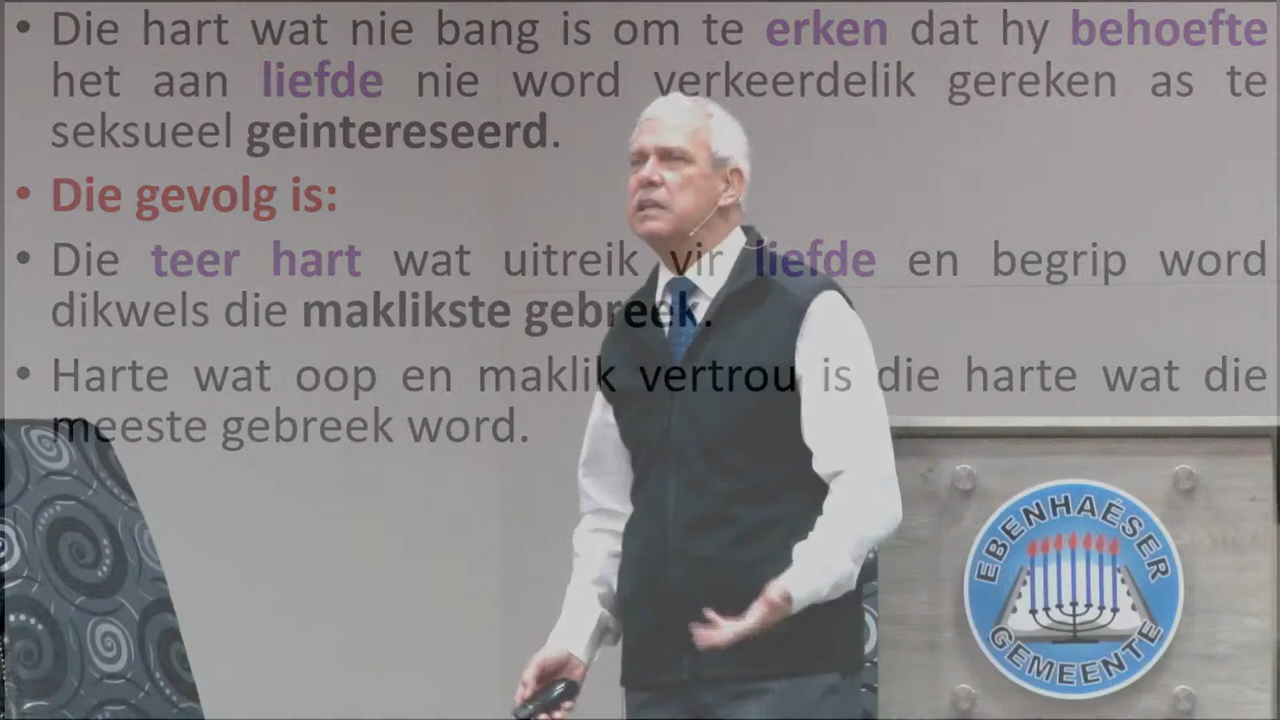 • Die hart wat nie bang is om te erken dat hy behoefte
het aan liefde nie word verkeerdelik gereken as te
seksueel geintereseerd.
• Die gevolg is:
• Die teer hart wat uitreik vir liefde en begrip word
dikwels die maklikste gebreek.
• Harte wat oop en maklik vertrou is die harte wat die
meeste gebreek word.
EBENHAÉSER
GEMEENTE